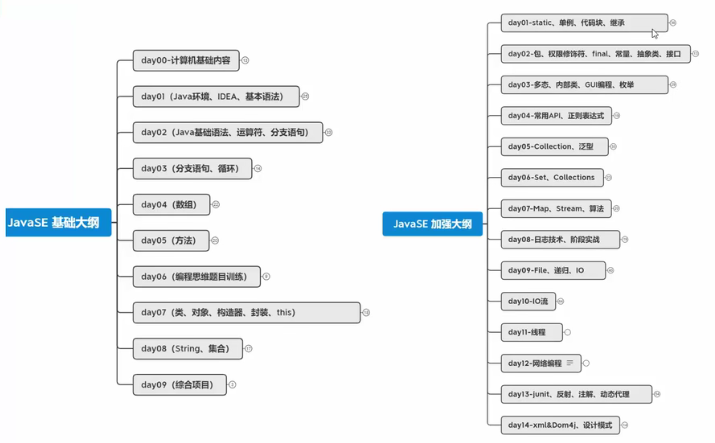 JavaSE 基础大纲
day00-计算机基础内容
day01（Java环境、IDEA、基本语法）
day02（Java基础语法、运算符、分支语句）
day03（分支语句、循环）
day04（数组）
day05（方法）
day06（编程思维题目训练）
day07（类、对象、构造器、封装、this）
day08（String、集合）
day09（综合项目）
JavaSE 加强大纲
day01-static、单例、代码块、继承
day02-包、权限修饰符、final、常量、抽象类、接口
day03-多态、内部类、GUI编程、枚举
day04-常用API、正则表达式
day05-Collection、泛型
day06-Set、Collections
day07-Map、Stream、算法
day08-日志技术、阶段实战
day09-File、递归、IO
day10-IO流
day11-线程
day12-网络编程
day13-junit、反射、注解、动态代理
day14-xml&Dom4j、设计模式